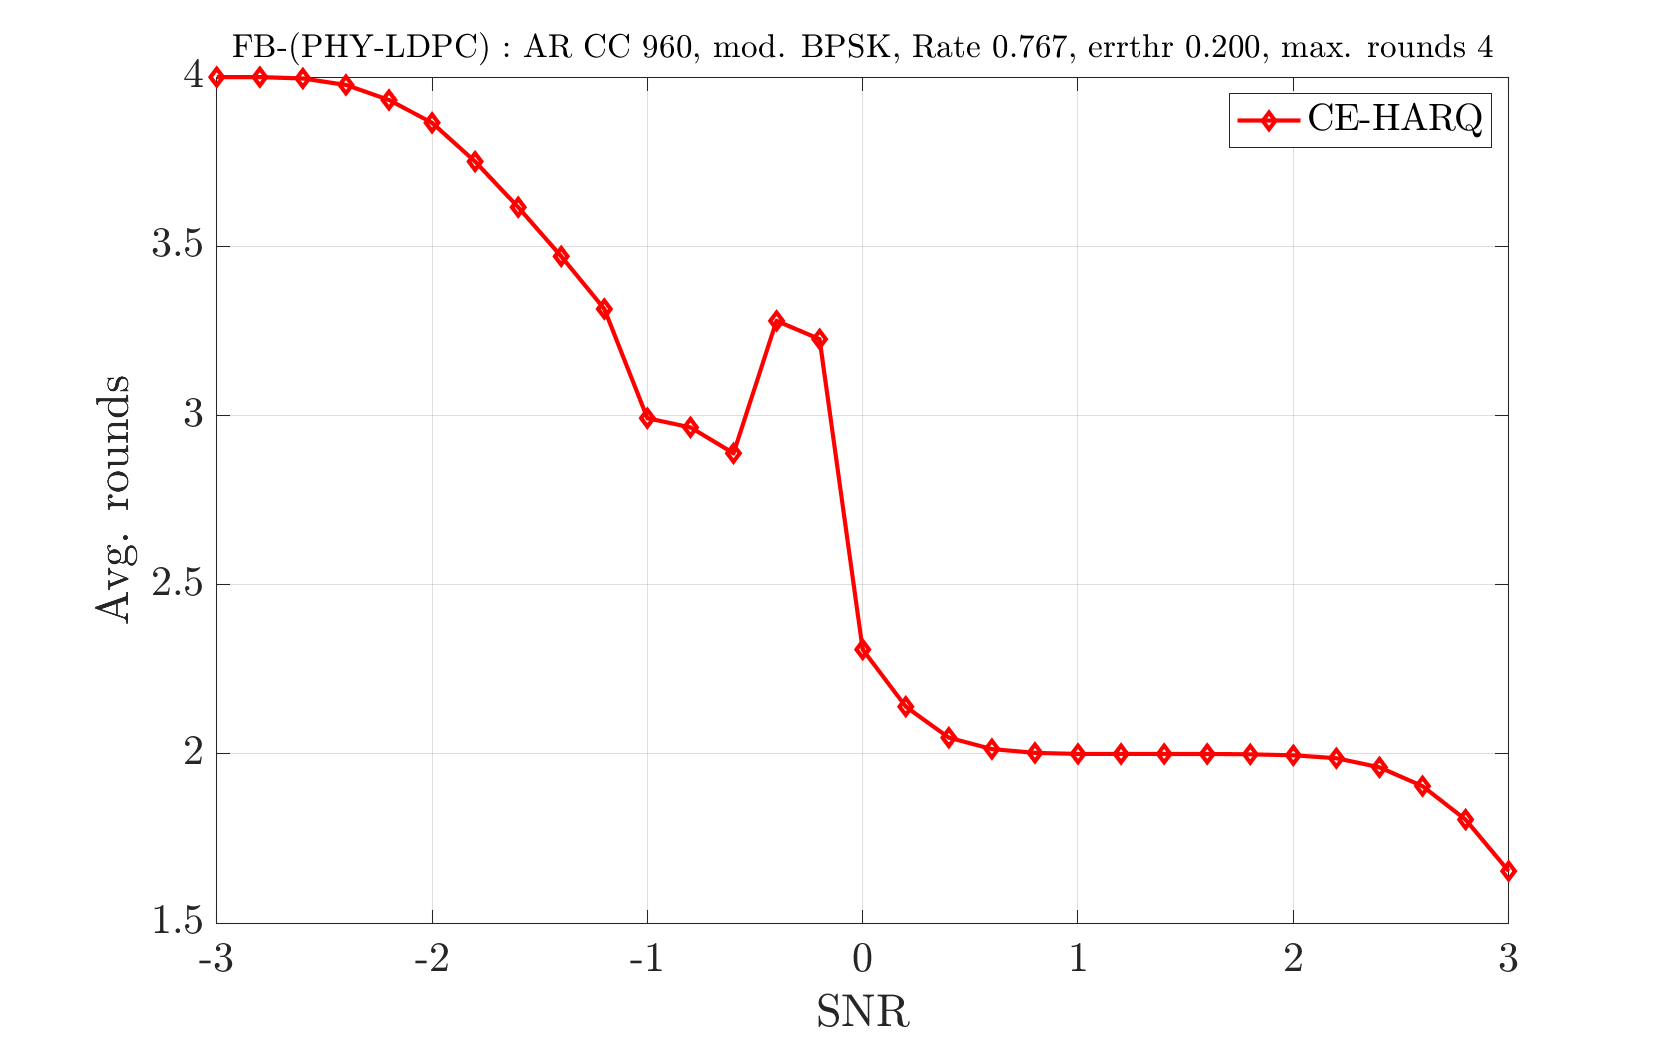 FB-(PHY-LDPC) : AR CC 960, mod. BPSK, Rate 0.767, errthr 0.200, max. rounds 4
CE-HARQ
4
3.5
3
2.5
2
1.5
Avg. rounds
-3 -2 -1 0 1 2 3
SNR